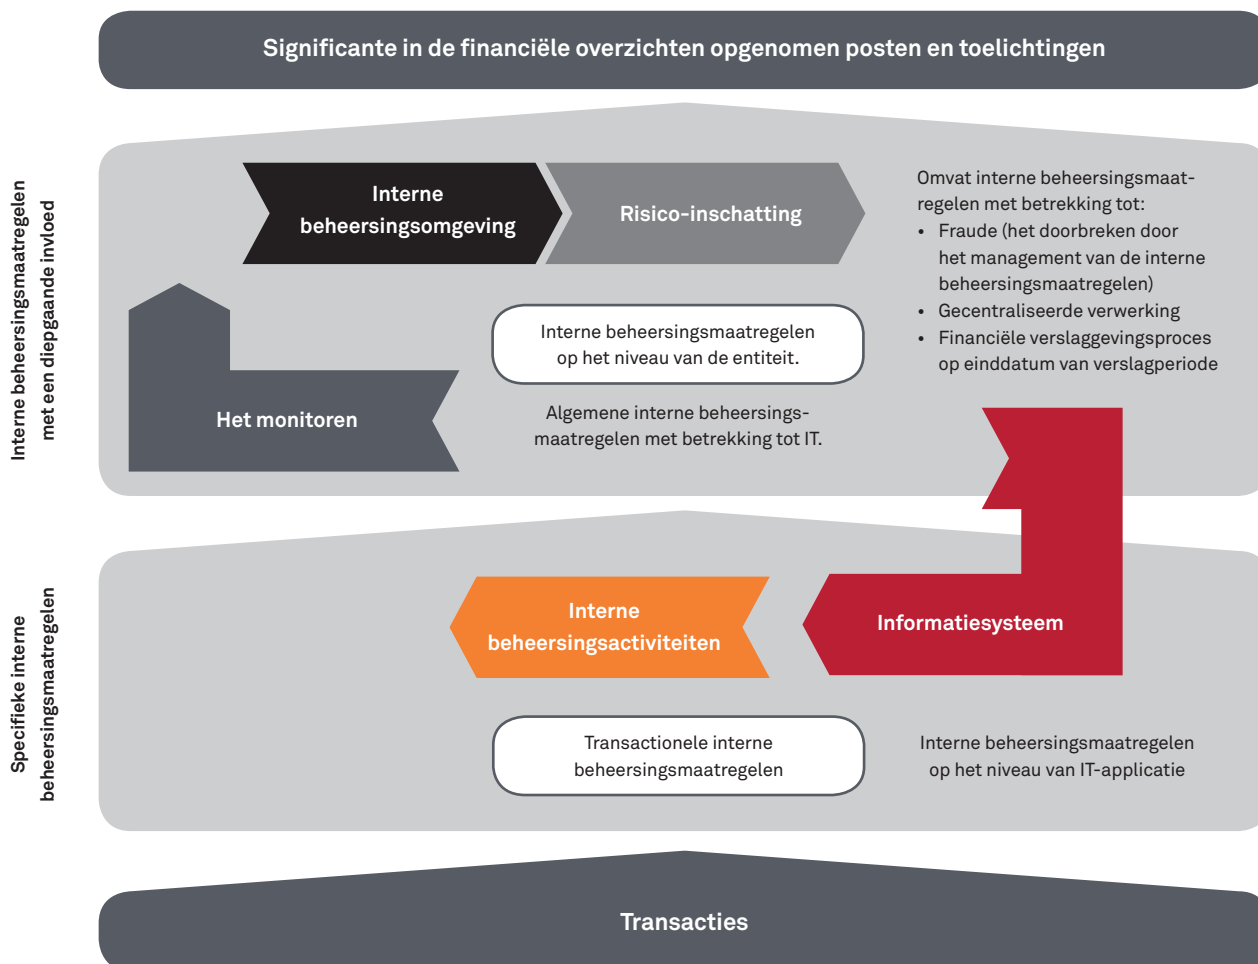 Significante in de financiële overzichten opgenomen posten en toelichtingen
Interne beheersingsmaatregelen
met een diepgaande invloed
Interne
beheersingsomgeving
Risico-inschatting
Omvat interne beheersingsmaat-
regelen met betrekking tot:
• Fraude (het doorbreken door
het management van de interne
beheersingsmaatregelen)
• Gecentraliseerde verwerking
• Financiële verslaggevingsproces
op einddatum van verslagperiode
Interne beheersingsmaatregelen
op het niveau van de entiteit.
Het monitoren
Algemene interne beheersings-
maatregelen met betrekking tot IT.
Specifieke interne
beheersingsmaatregelen
Interne
beheersingsactiviteiten
Informatiesysteem
Transactionele interne
beheersingsmaatregelen
Interne beheersingsmaatregelen
op het niveau van IT-applicatie
Transacties